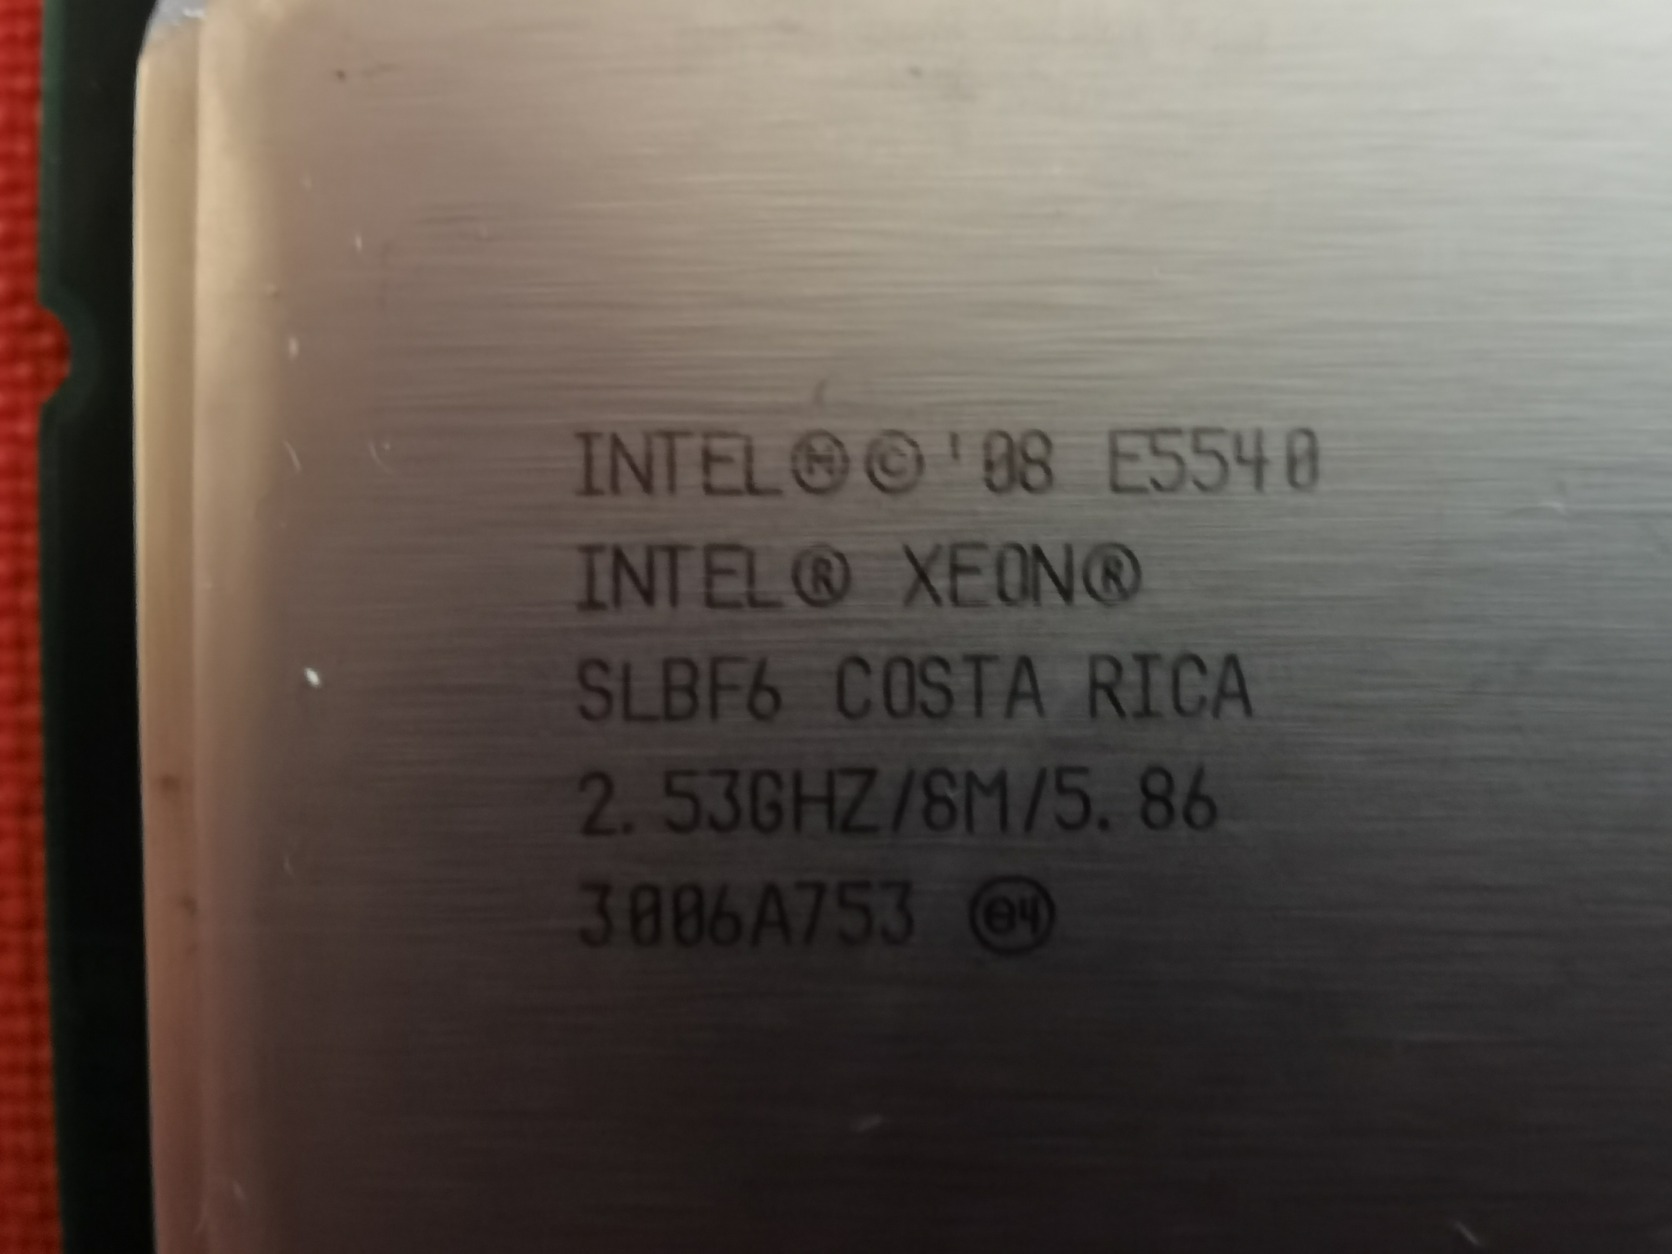 INTEL®©'08 E5540
INTEL® XEON®
SLBF6 COSTA RICA
2.53GHZ/8M/5.86
3006A753 e4